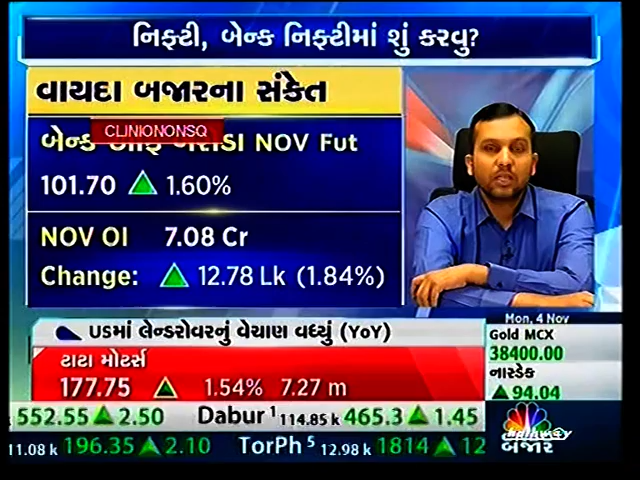 નિફ્ટી, બેન્ક નિફ્ટીમાં શું કરવુ?
વાયદા બજારના સંકેત
CLINIONONSQ
બેન્ક NOV Fut
101.70 ▲ 1.60%
NOV OI 7.08 Cr
Change: ▲ 12.78 Lk (1.84%)
USમાં લેન્ડરોવરનું વેચાણ વધ્યું (YoY)
ટાટા મોટર્સ
177.75 ▲ 1.54% 7.27 m
Mon, 4 Nov
Gold MCX
38400.00
નાસ્ડેક
▲ 94.04
552.55 ▲ 2.50 Dabur 1 114.85 k 465.3 ▲ 1.45
11.08 k 196.35 ▲ 2.10 TorPh 5 12.98 k 1814 ▲ 12
hathway
બજાર